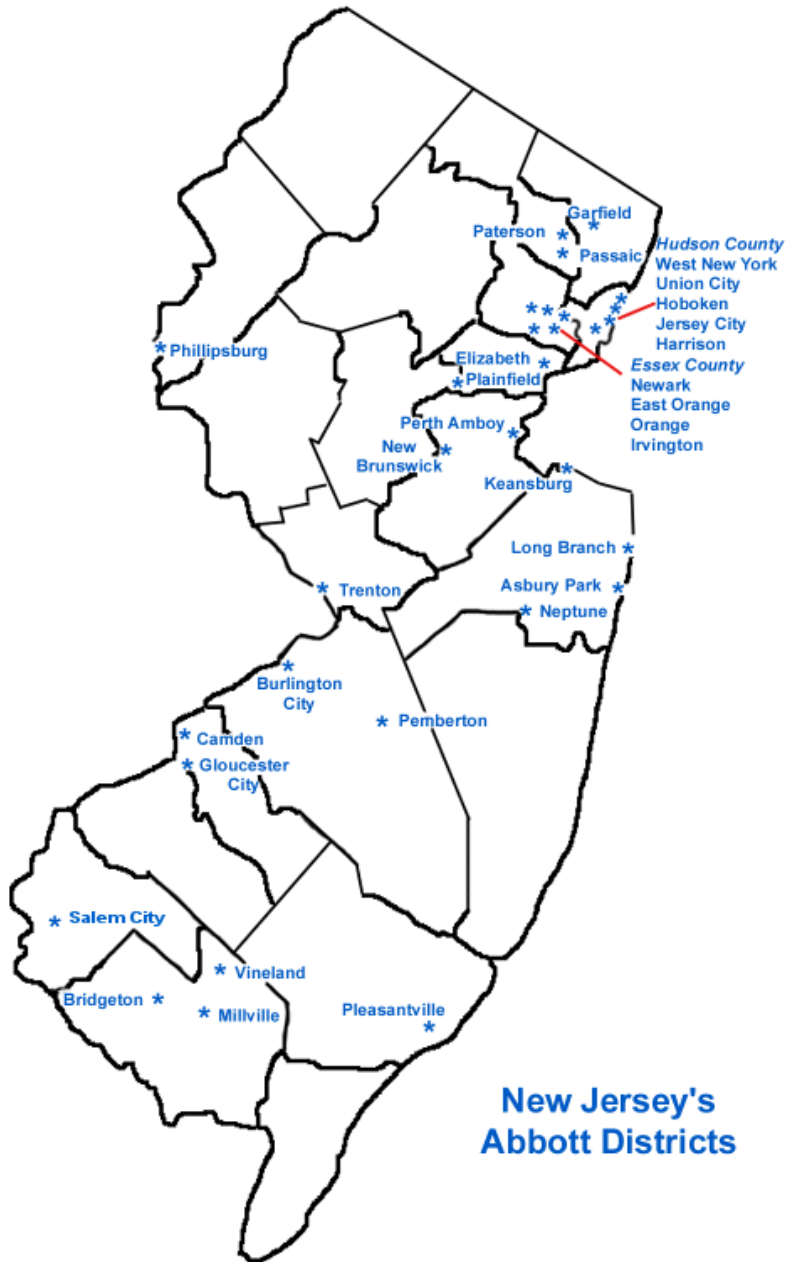 Garfield
Paterson
Passaic
Hudson County
West New York
Union City
Hoboken
Jersey City
Harrison
Essex County
Newark
East Orange
Orange
Irvington
Phillipsburg
Elizabeth
Plainfield
Perth Amboy
New
Brunswick
Keansburg
Long Branch
Asbury Park
Neptune
Trenton
Burlington
City
Pemberton
Camden
Gloucester
City
Salem City
Vineland
Bridgeton
Millville
Pleasantville
New Jersey's
Abbott Districts